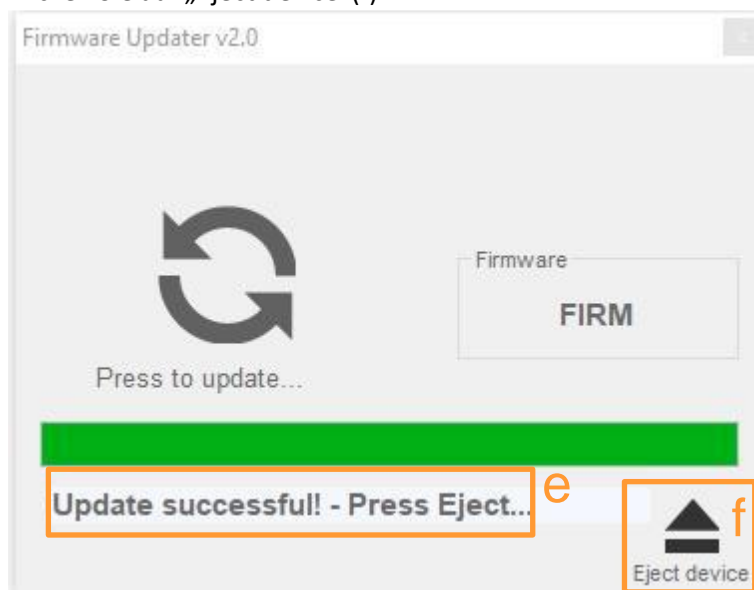 Firmware Updater v2.0
Firmware
FIRM
Press to update...
Update successful! - Press Eject...
e
f
Eject device